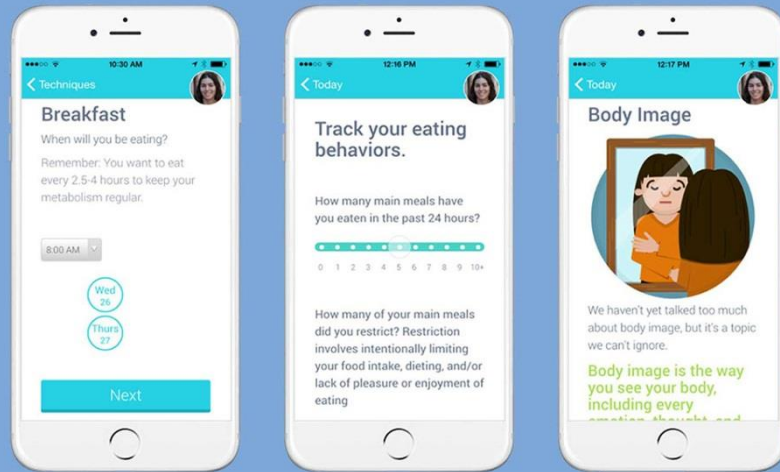 10:30 AM
Techniques
Breakfast
When will you be eating?
Remember: You want to eat
every 2.5-4 hours to keep your
metabolism regular.
8:00 AM
Wed
26
Thurs
27
Next
12:16 PM
Today
Track your eating
behaviors.
How many main meals have
you eaten in the past 24 hours?
0 1 2 3 4 5 6 7 8 9 10+
How many of your main meals
did you restrict? Restriction
involves intentionally limiting
your food intake, dieting, and/or
lack of pleasure or enjoyment of
eating
12:17 PM
Today
Body Image
We haven't yet talked too much
about body image, but it's a topic
we can't ignore.
Body image is the way
you see your body,
including every
emotion, thought, and